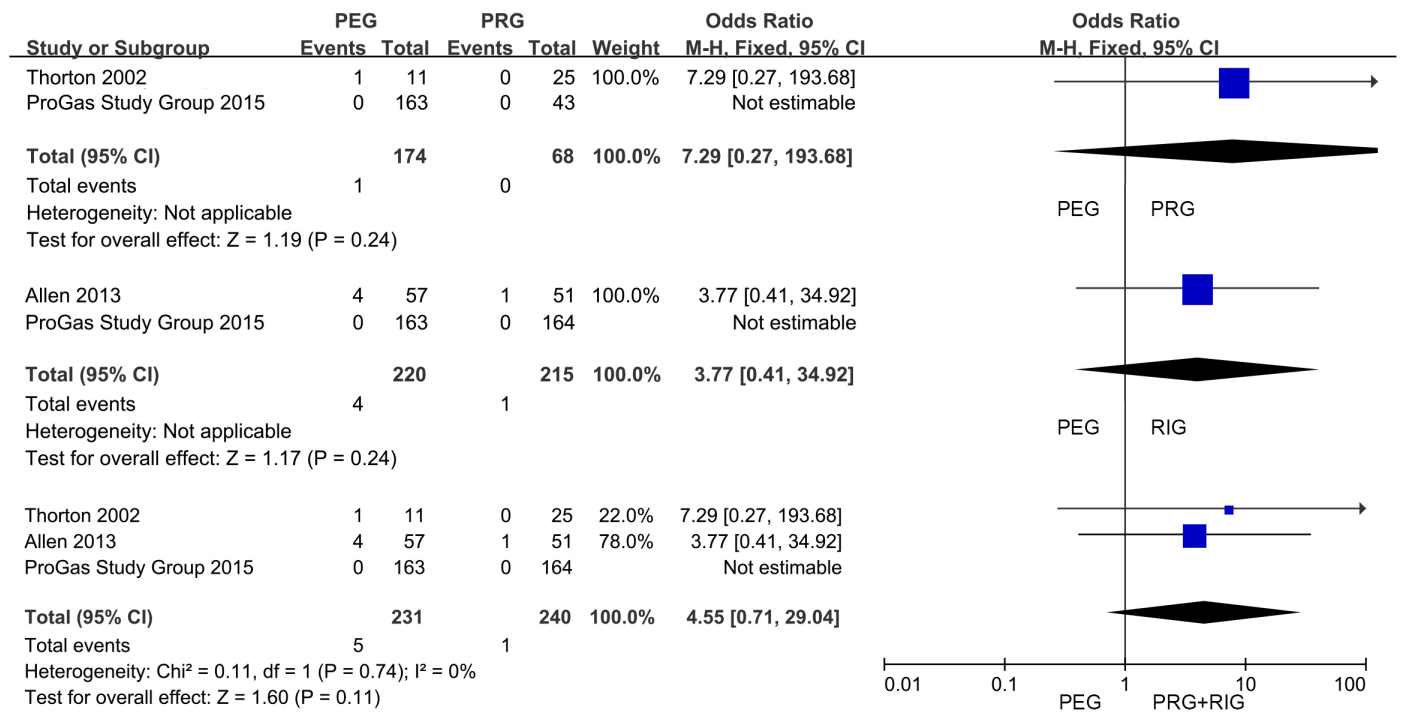 PEG PRG Odds Ratio Odds Ratio
Study or Subgroup Events Total Events Total Weight M-H, Fixed, 95% CI M-H, Fixed, 95% CI
Thorton 2002 1 11 0 25 100.0% 7.29 [0.27, 193.68]
ProGas Study Group 2015 0 163 0 43 Not estimable
Total (95% CI) 174 68 100.0% 7.29 [0.27, 193.68]
Total events 1 0
Heterogeneity: Not applicable PEG PRG
Test for overall effect: Z = 1.19 (P = 0.24)
Allen 2013 4 57 1 51 100.0% 3.77 [0.41, 34.92]
ProGas Study Group 2015 0 163 0 164 Not estimable
Total (95% CI) 220 215 100.0% 3.77 [0.41, 34.92]
Total events 4 1
Heterogeneity: Not applicable PEG RIG
Test for overall effect: Z = 1.17 (P = 0.24)
Thorton 2002 1 11 0 25 22.0% 7.29 [0.27, 193.68]
Allen 2013 4 57 1 51 78.0% 3.77 [0.41, 34.92]
ProGas Study Group 2015 0 163 0 164 Not estimable
Total (95% CI) 231 240 100.0% 4.55 [0.71, 29.04]
Total events 5 1
Heterogeneity: Chi² = 0.11, df = 1 (P = 0.74); I² = 0%
0.01 0.1 1 10 100
Test for overall effect: Z = 1.60 (P = 0.11) PEG PRG+RIG